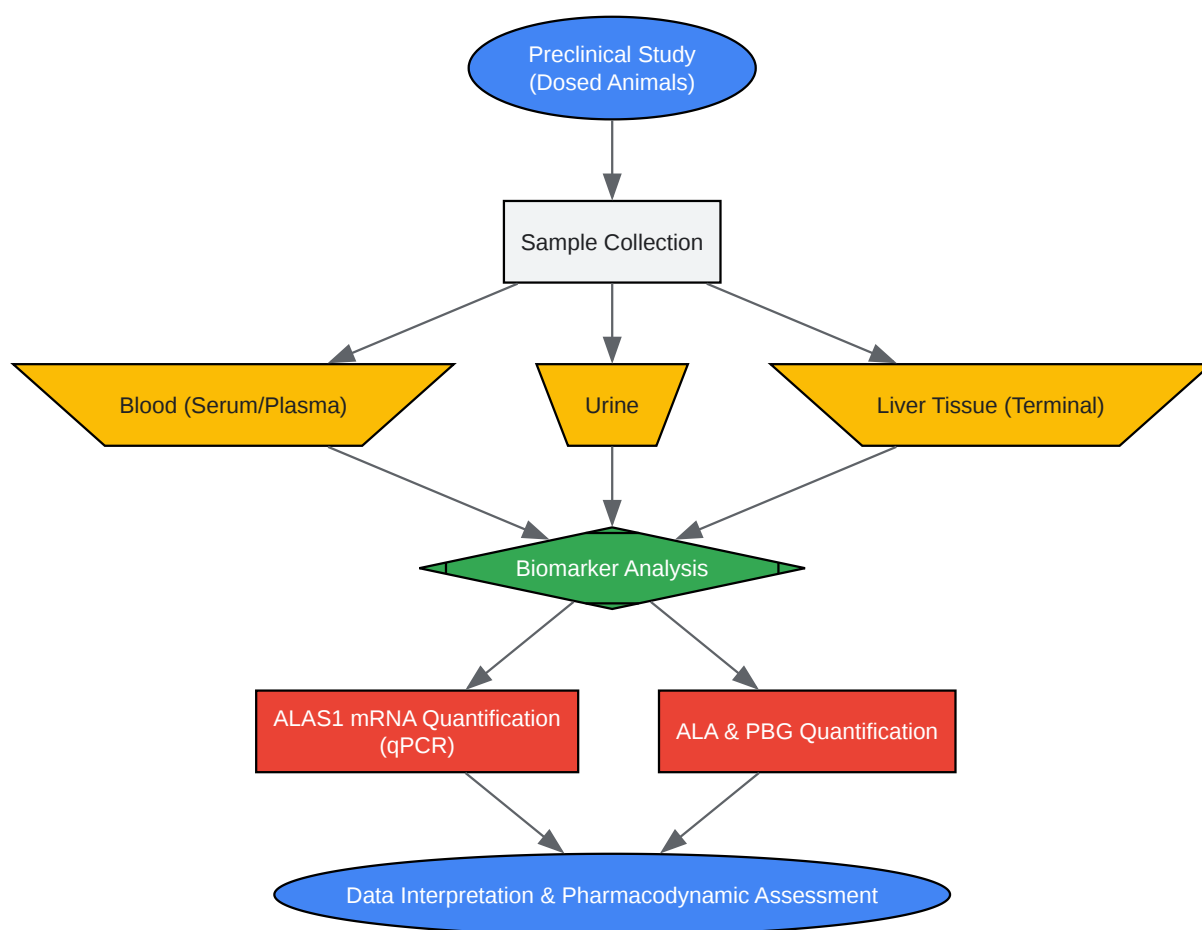 Preclinical Study
(Dosed Animals)
Sample Collection
Blood (Serum/Plasma)
Urine
Liver Tissue (Terminal)
Biomarker Analysis
ALAS1 mRNA Quantification
(qPCR)
ALA & PBG Quantification
Data Interpretation & Pharmacodynamic Assessment